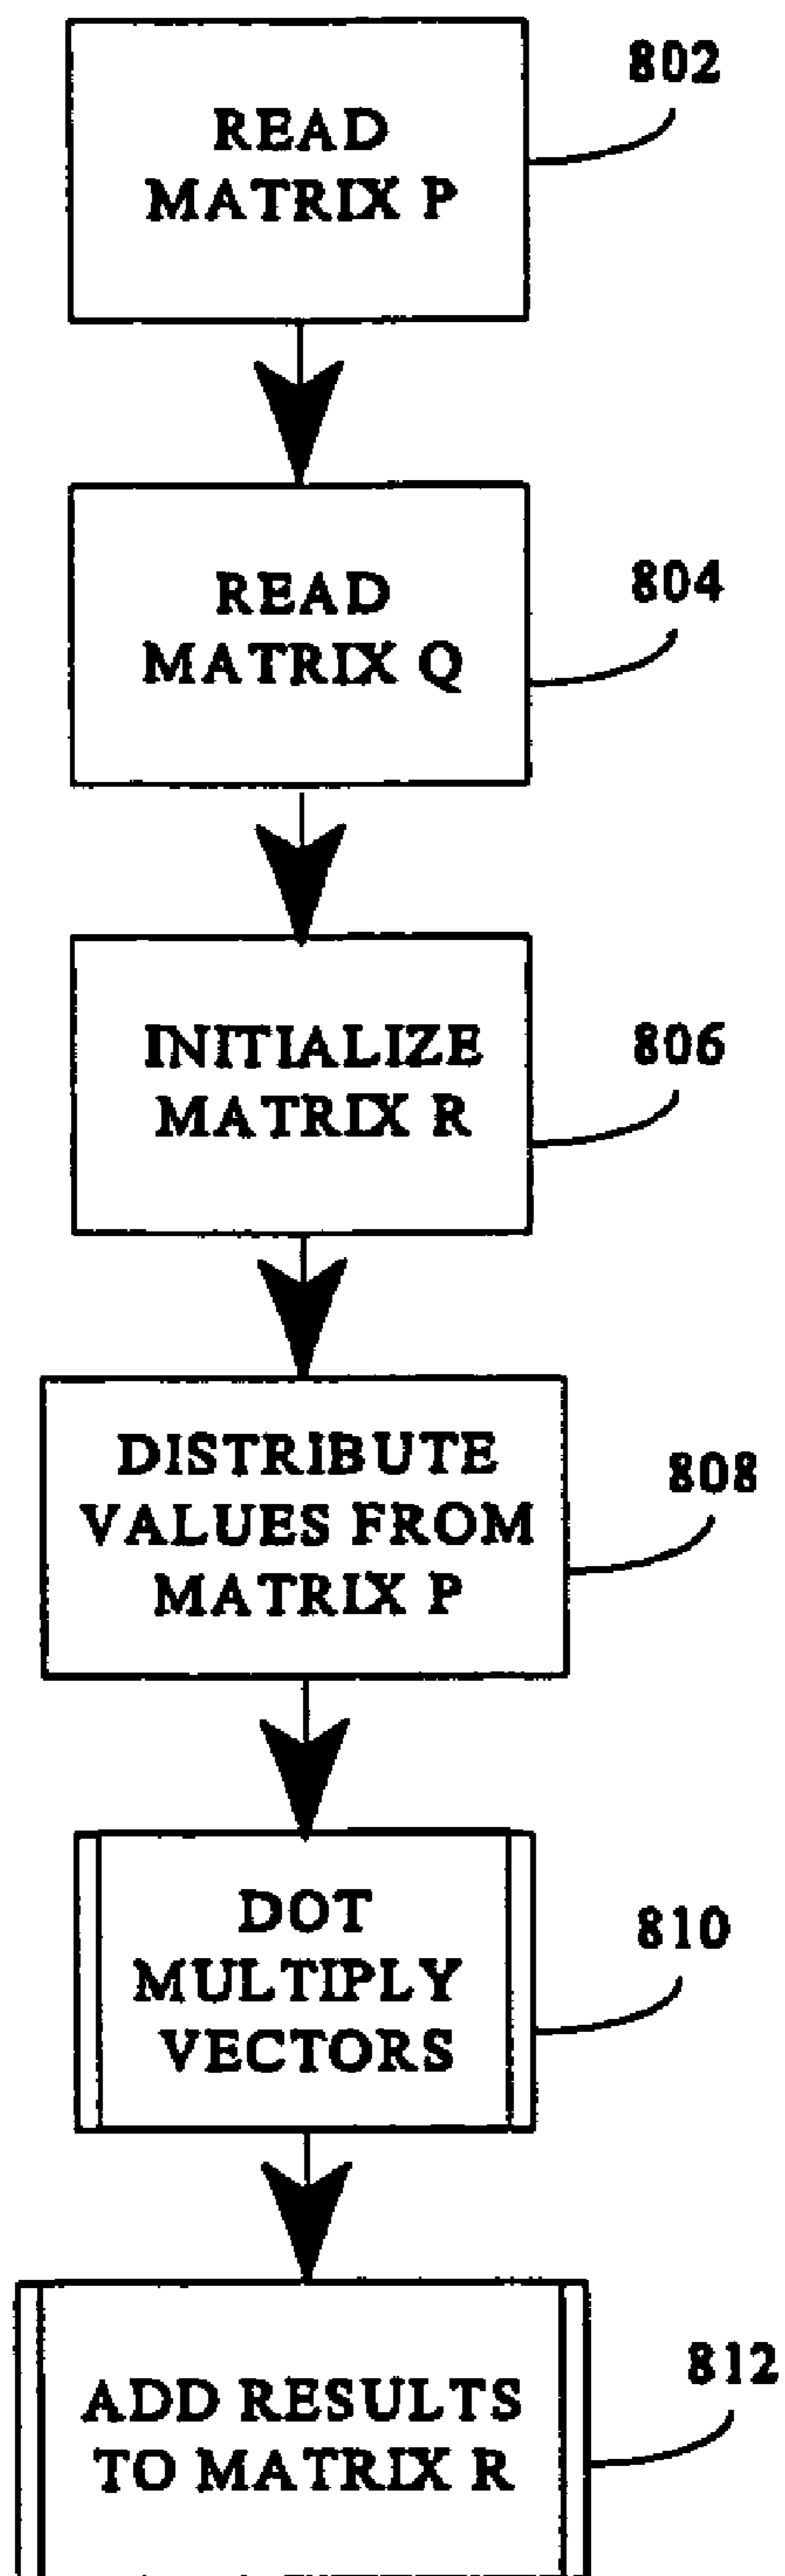 802
READ
MATRIX P
804
READ
MATRIX Q
806
INITIALIZE
MATRIX R
808
DISTRIBUTE
VALUES FROM
MATRIX P
810
DOT
MULTIPLY
VECTORS
812
ADD RESULTS
TO MATRIX R